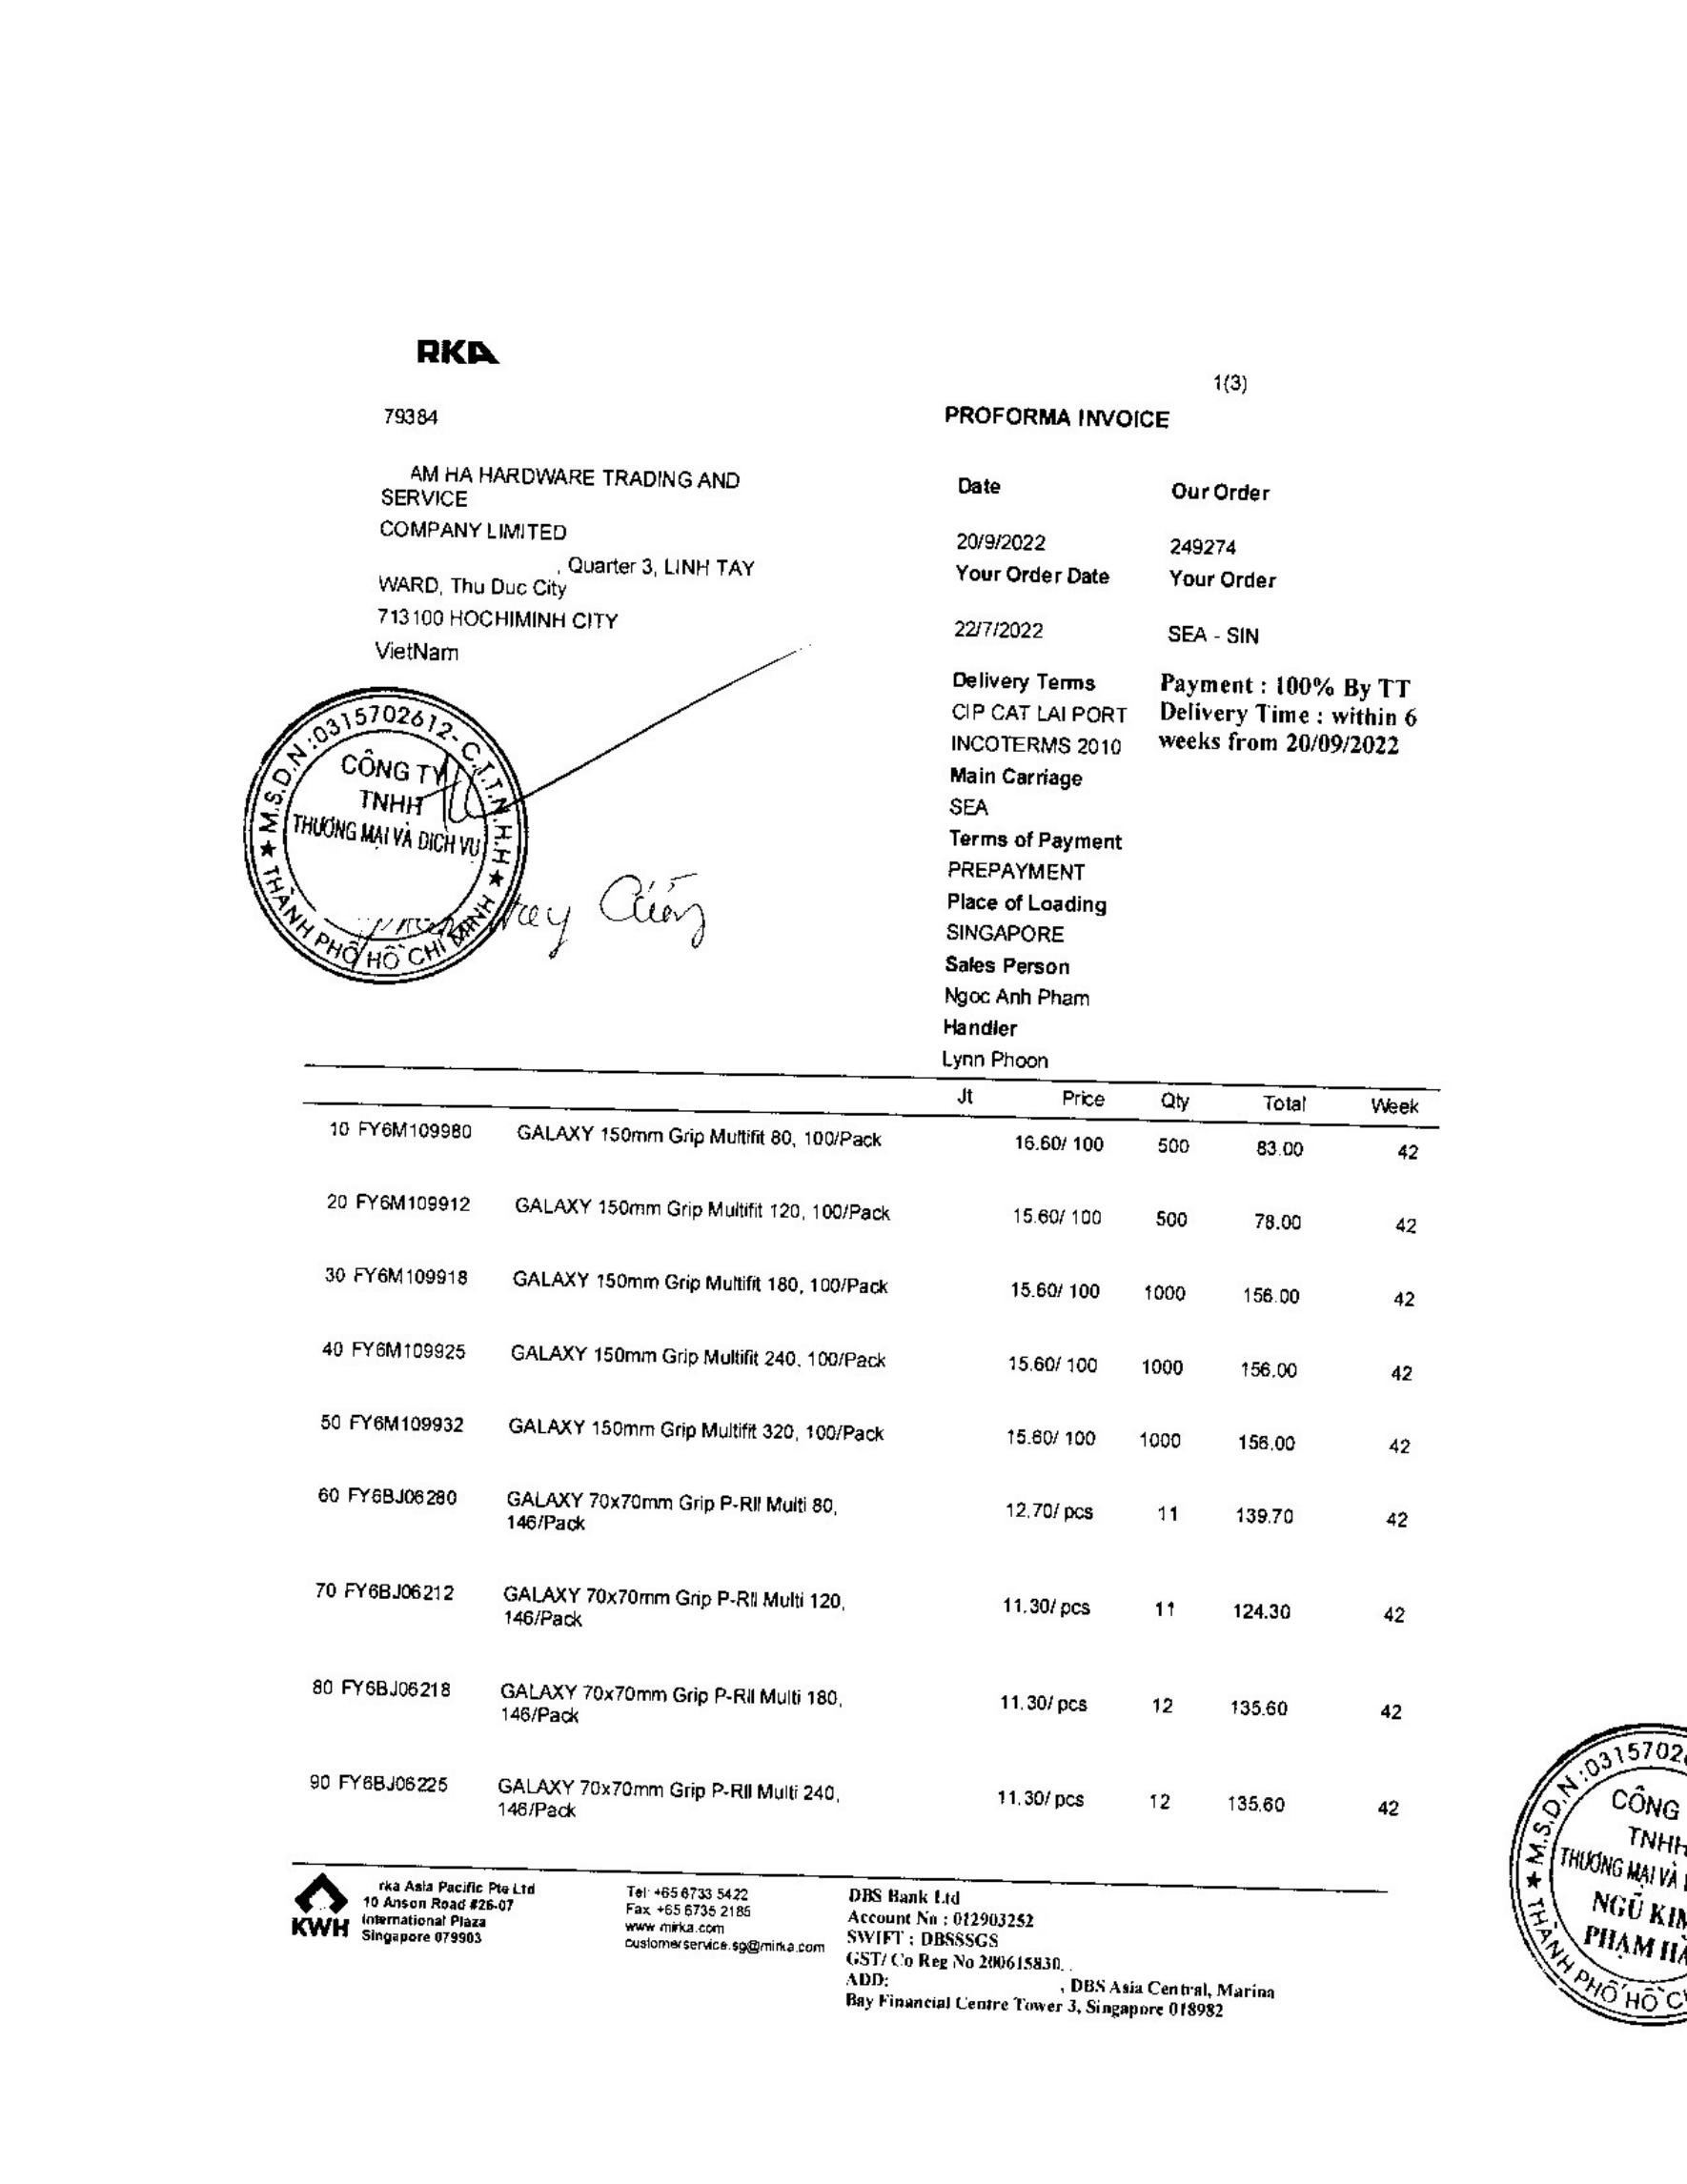 RKA
1(3)
79384
PROFORMA INVOICE
AM HA HARDWARE TRADING AND
SERVICE
COMPANY LIMITED
, Quarter 3, LINH TAY
WARD, Thu Duc City
713100 HOCHIMINH CITY
VietNam
Date Our Order
20/9/2022 249274
Your Order Date Your Order
22/7/2022 SEA - SIN
Delivery Terms
CIP CAT LAI PORT
INCOTERMS 2010
Payment : 100% By TT
Delivery Time : within 6
weeks from 20/09/2022
Main Carriage
SEA
Terms of Payment
PREPAYMENT
Place of Loading
SINGAPORE
Sales Person
Ngoc Anh Pham
Handler
Lynn Phoon
M.S.D.N:0315702612-C.T.T.N.H.H
CÔNG TY
TNHH
THƯƠNG MẠI VÀ DỊCH VỤ
THÀNH PHỐ HỒ CHÍ MINH
Jt Price Qty Total Week
10 FY6M109980 GALAXY 150mm Grip Multifit 80, 100/Pack 16.60/ 100 500 83.00 42
20 FY6M109912 GALAXY 150mm Grip Multifit 120, 100/Pack 15.60/ 100 500 78.00 42
30 FY6M109918 GALAXY 150mm Grip Multifit 180, 100/Pack 15.60/ 100 1000 156.00 42
40 FY6M109925 GALAXY 150mm Grip Multifit 240, 100/Pack 15.60/ 100 1000 156.00 42
50 FY6M109932 GALAXY 150mm Grip Multifit 320, 100/Pack 15.60/ 100 1000 156.00 42
60 FY6BJ06280 GALAXY 70x70mm Grip P-RII Multi 80, 12.70/ pcs 11 139.70 42
146/Pack
70 FY6BJ06212 GALAXY 70x70mm Grip P-RII Multi 120, 11.30/ pcs 11 124.30 42
146/Pack
80 FY6BJ06218 GALAXY 70x70mm Grip P-RII Multi 180, 11.30/ pcs 12 135.60 42
146/Pack
90 FY6BJ06225 GALAXY 70x70mm Grip P-RII Multi 240, 11.30/ pcs 12 135.60 42
146/Pack
KWH
rka Asia Pacific Pte Ltd
10 Anson Road #26-07
International Plaza
Singapore 079903
Tel: +65 6733 5422
Fax +65 6735 2185
www mirka.com
customerservice.sg@mirka.com
DBS Bank Ltd
Account No : 012903252
SWIFT : DBSSSGS
GST/ Co Reg No 200615830.
ADD: , DBS Asia Central, Marina
Bay Financial Centre Tower 3, Singapore 018982
M.S.D.N:0315702
CÔNG
TNHH
THƯƠNG MẠI VÀ
NGŨ KIM
PHẠM HÀ
THÀNH PHỐ HỒ C